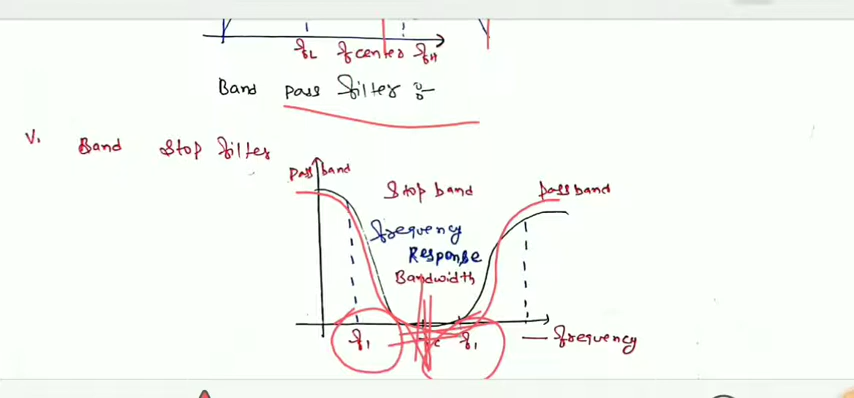 fL fcenter fH
Band Pass filter :-
V. Band Stop filter
Pass band Stop band pass band
frequency
Response
Bandwidth
f1 f1 — frequency